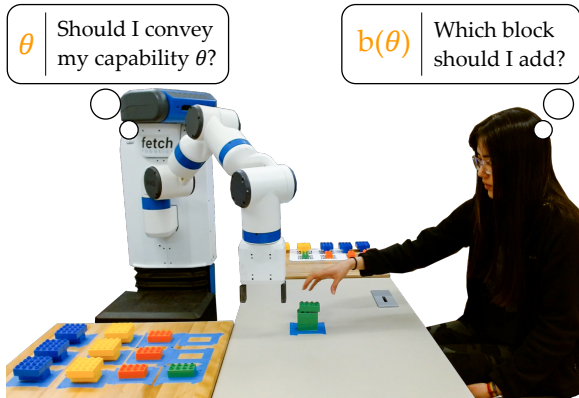 θ
Should I convey
my capability θ?
b(θ)
Which block
should I add?
fetch